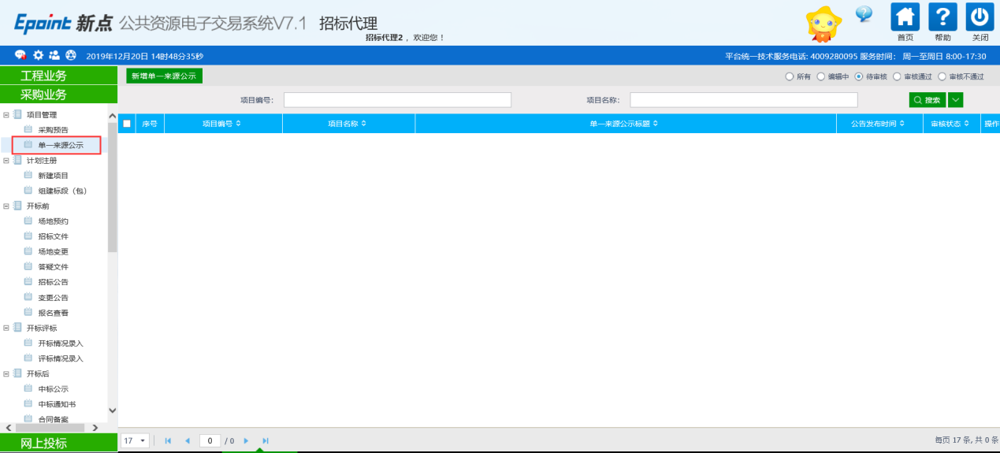 Epoint 新点 公共资源电子交易系统V7.1 招标代理
招标代理2 ，欢迎您！
首页 帮助 关闭
2019年12月20日 14时48分35秒
平台统一技术服务电话: 4009280095 服务时间： 周一至周日 8:00-17:30
工程业务
采购业务
项目管理
采购预告
单一来源公示
计划注册
新建项目
组建标段（包）
开标前
场地预约
招标文件
场地变更
答疑文件
招标公告
变更公告
报名查看
开标评标
开标情况录入
评标情况录入
开标后
中标公示
中标通知书
合同备案
网上投标
新增单一来源公示
所有 编辑中 待审核 审核通过 审核不通过
项目编号： 项目名称： 搜索
序号 项目编号 项目名称 单一来源公示标题 公告发布时间 审核状态 操作
17 0 / 0
每页 17 条, 共 0 条